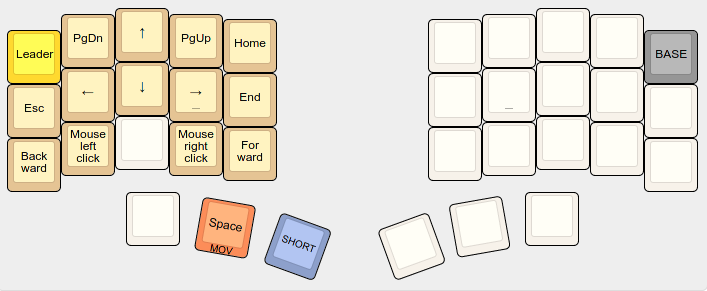 Leader
PgDn
↑
PgUp
Home
BASE
Esc
←
↓
→
_
End
_
Back
ward
Mouse
left
click
Mouse
right
click
For
ward
Space
MOV
SHORT